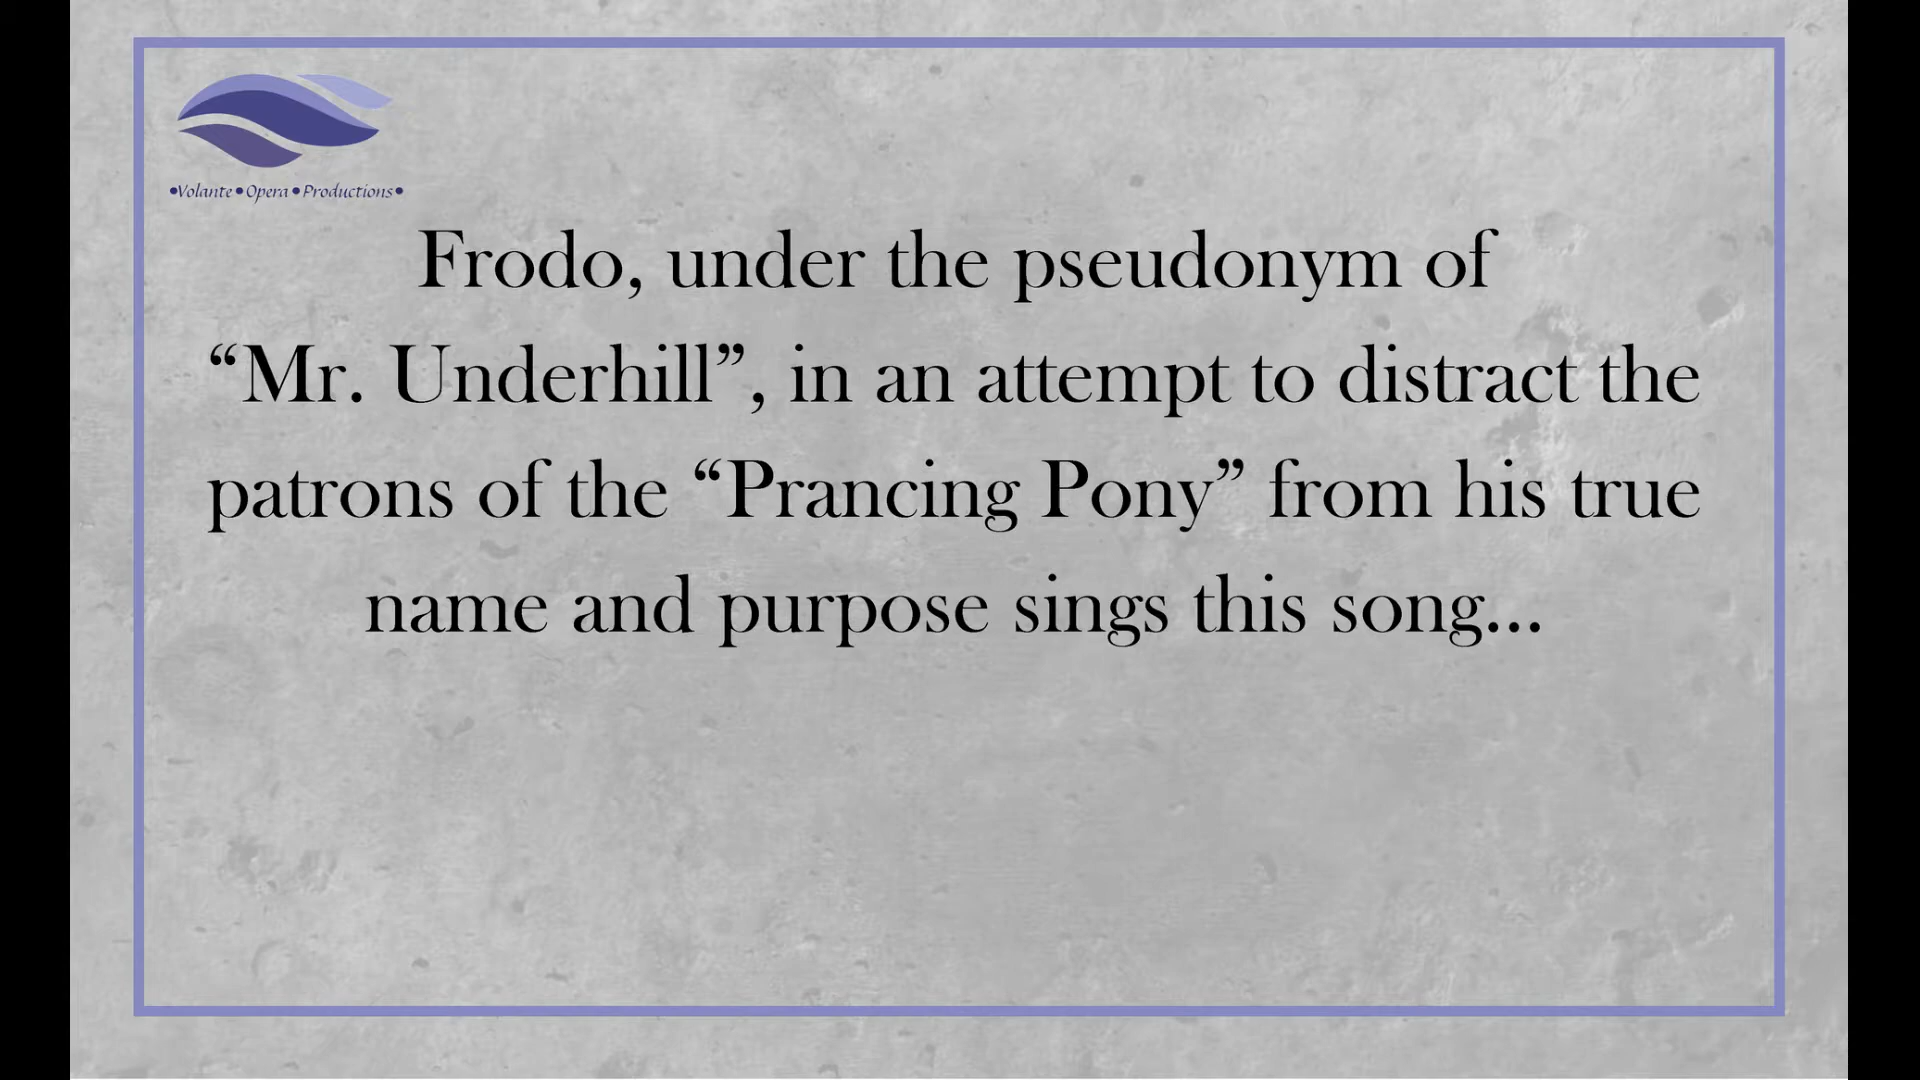 •Volante•Opera•Productions•
Frodo, under the pseudonym of
“Mr. Underhill”, in an attempt to distract the
patrons of the “Prancing Pony” from his true
name and purpose sings this song...